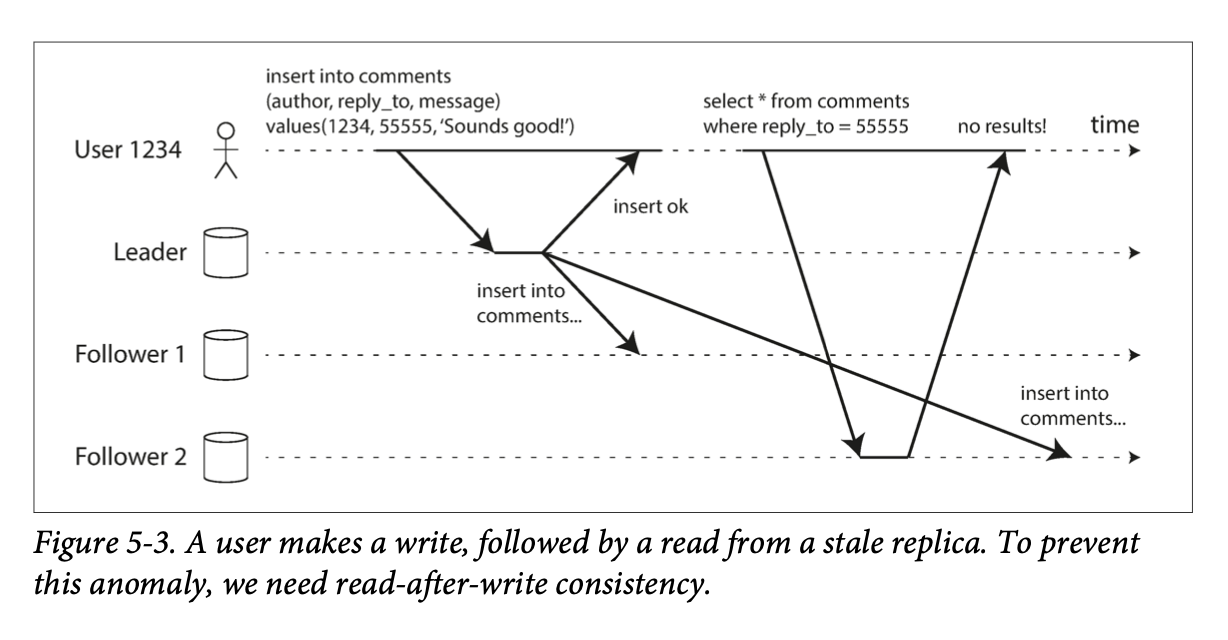 insert into comments
(author, reply_to, message)
values(1234, 55555, ‘Sounds good!’)
select * from comments
where reply_to = 55555
no results!
time
User 1234
insert ok
Leader
insert into
comments...
Follower 1
insert into
comments...
Follower 2
Figure 5-3. A user makes a write, followed by a read from a stale replica. To prevent
this anomaly, we need read-after-write consistency.